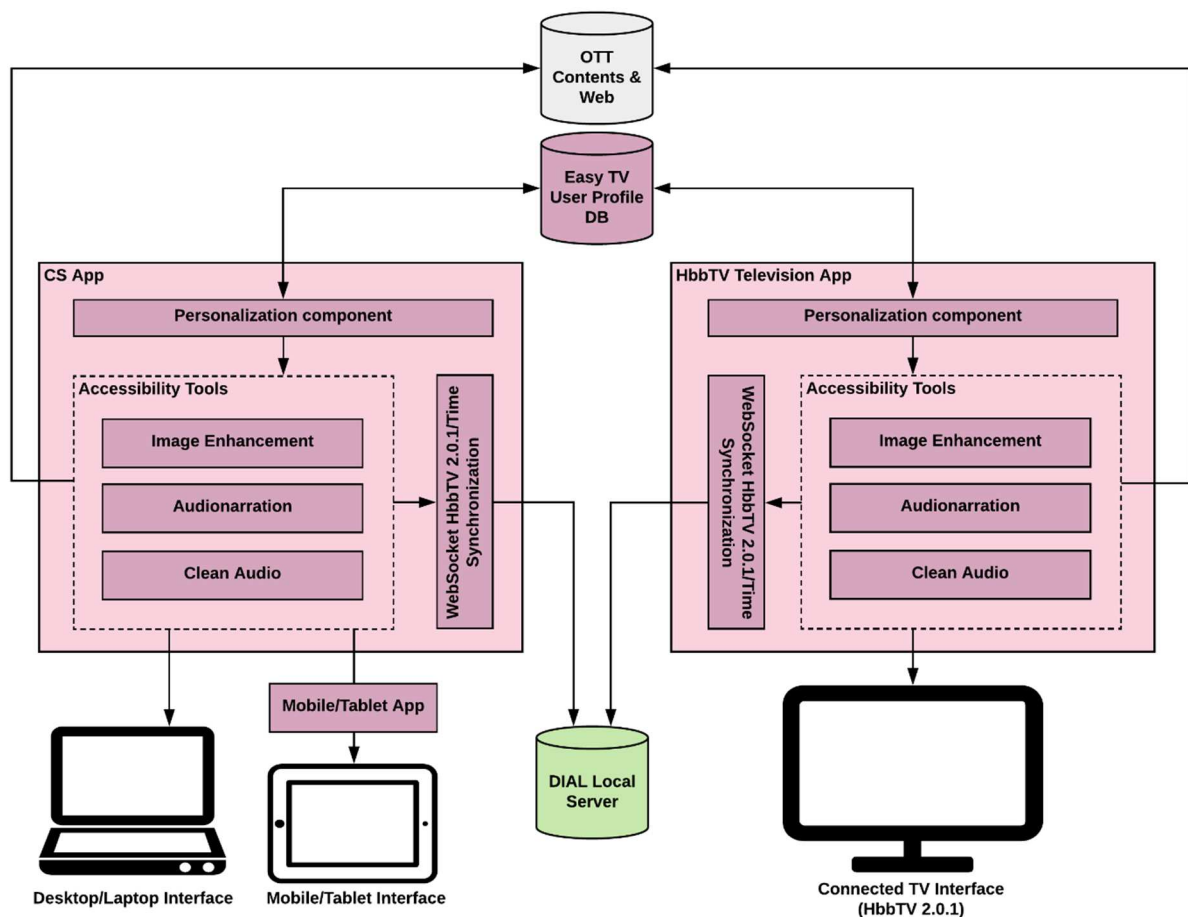 OTT
Contents &
Web
Easy TV
User Profile
DB
CS App
Personalization component
Accessibility Tools
Image Enhancement
Audionarration
Clean Audio
WebSocket HbbTV 2.0.1/Time
Synchronization
HbbTV Television App
Personalization component
WebSocket HbbTV 2.0.1/Time
Synchronization
Accessibility Tools
Image Enhancement
Audionarration
Clean Audio
Mobile/Tablet App
DIAL Local
Server
Desktop/Laptop Interface
Mobile/Tablet Interface
Connected TV Interface
(HbbTV 2.0.1)